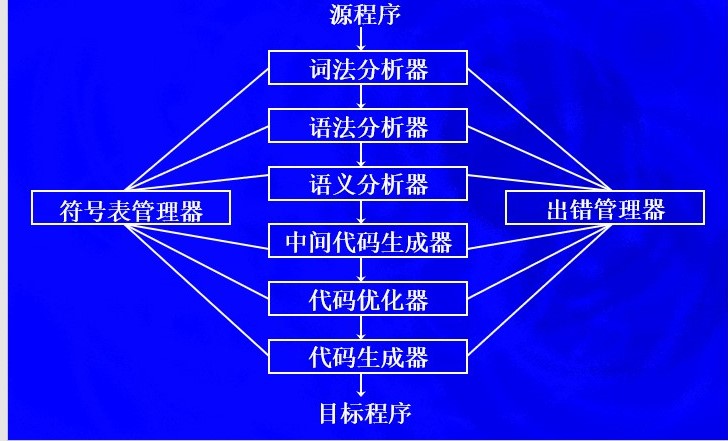 源程序
词法分析器
语法分析器
语义分析器
符号表管理器
出错管理器
中间代码生成器
代码优化器
代码生成器
目标程序